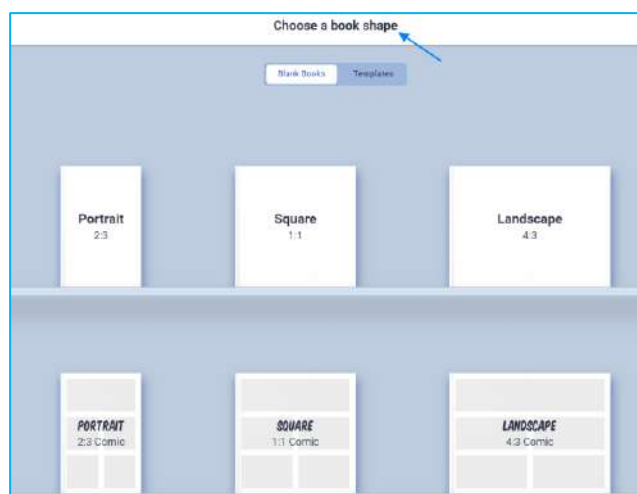 Choose a book shape
Blank Books Templates
Portrait Square Landscape
2:3 1:1 4:3
PORTRAIT SQUARE LANDSCAPE
2:3 Comic 1:1 Comic 4:3 Comic